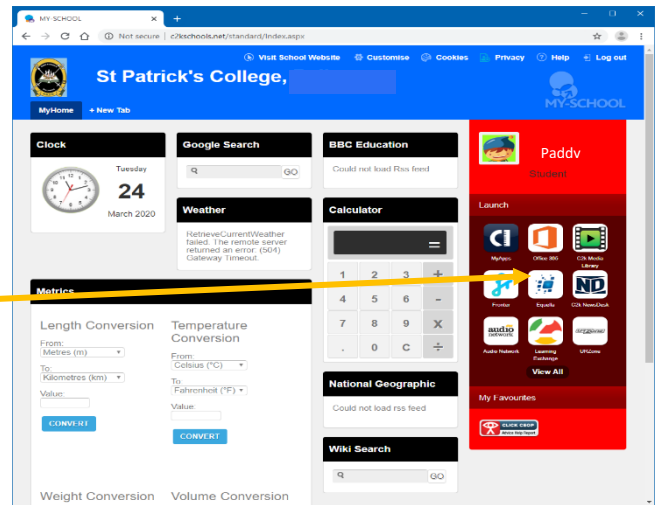 MY-SCHOOL
Not secure | c2kschools.net/standard/Index.aspx
Visit School Website Customise Cookies Privacy Help Log out
St Patrick's College,
MY-SCHOOL
MyHome + New Tab
Clock
Tuesday
24
March 2020
Google Search
GO
Weather
RetrieveCurrentWeather
failed. The remote server
returned an error: (504)
Gateway Timeout.
BBC Education
Could not load Rss feed
Calculator
=
1 2 3 +
4 5 6 -
7 8 9 X
. 0 C ÷
Paddv
Student
Launch
MyApps Office 365 C2k Media
Library
Fronter Equella C2k NewsDesk
ND
audio
network
Audio Network Learning
Exchange UPZone
View All
My Favourites
CLICK CEOP
Metrics
Length Conversion
From:
Metres (m)
To:
Kilometres (km)
Value:
CONVERT
Temperature
Conversion
From:
Celsius (°C)
To:
Fahrenheit (°F)
Value:
CONVERT
National Geographic
Could not load rss feed
Wiki Search
GO
Weight Conversion
Volume Conversion